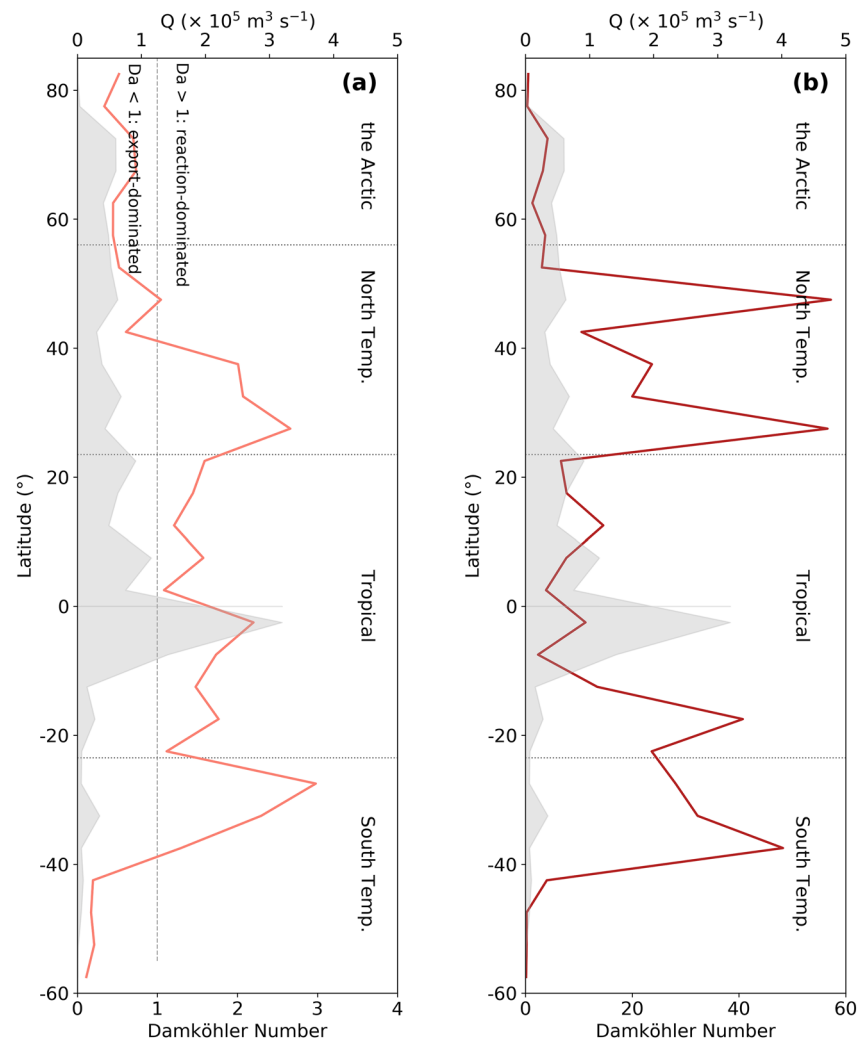 Q (× 10⁵ m³ s⁻¹)
0 1 2 3 4 5
(a)
Da < 1: export-dominated
Da > 1: reaction-dominated
the Arctic
North Temp.
Tropical
South Temp.
Latitude (°)
80
60
40
20
0
-20
-40
-60
0 1 2 3 4
Damköhler Number
Q (× 10⁵ m³ s⁻¹)
0 1 2 3 4 5
(b)
the Arctic
North Temp.
Tropical
South Temp.
Latitude (°)
80
60
40
20
0
-20
-40
-60
0 20 40 60
Damköhler Number